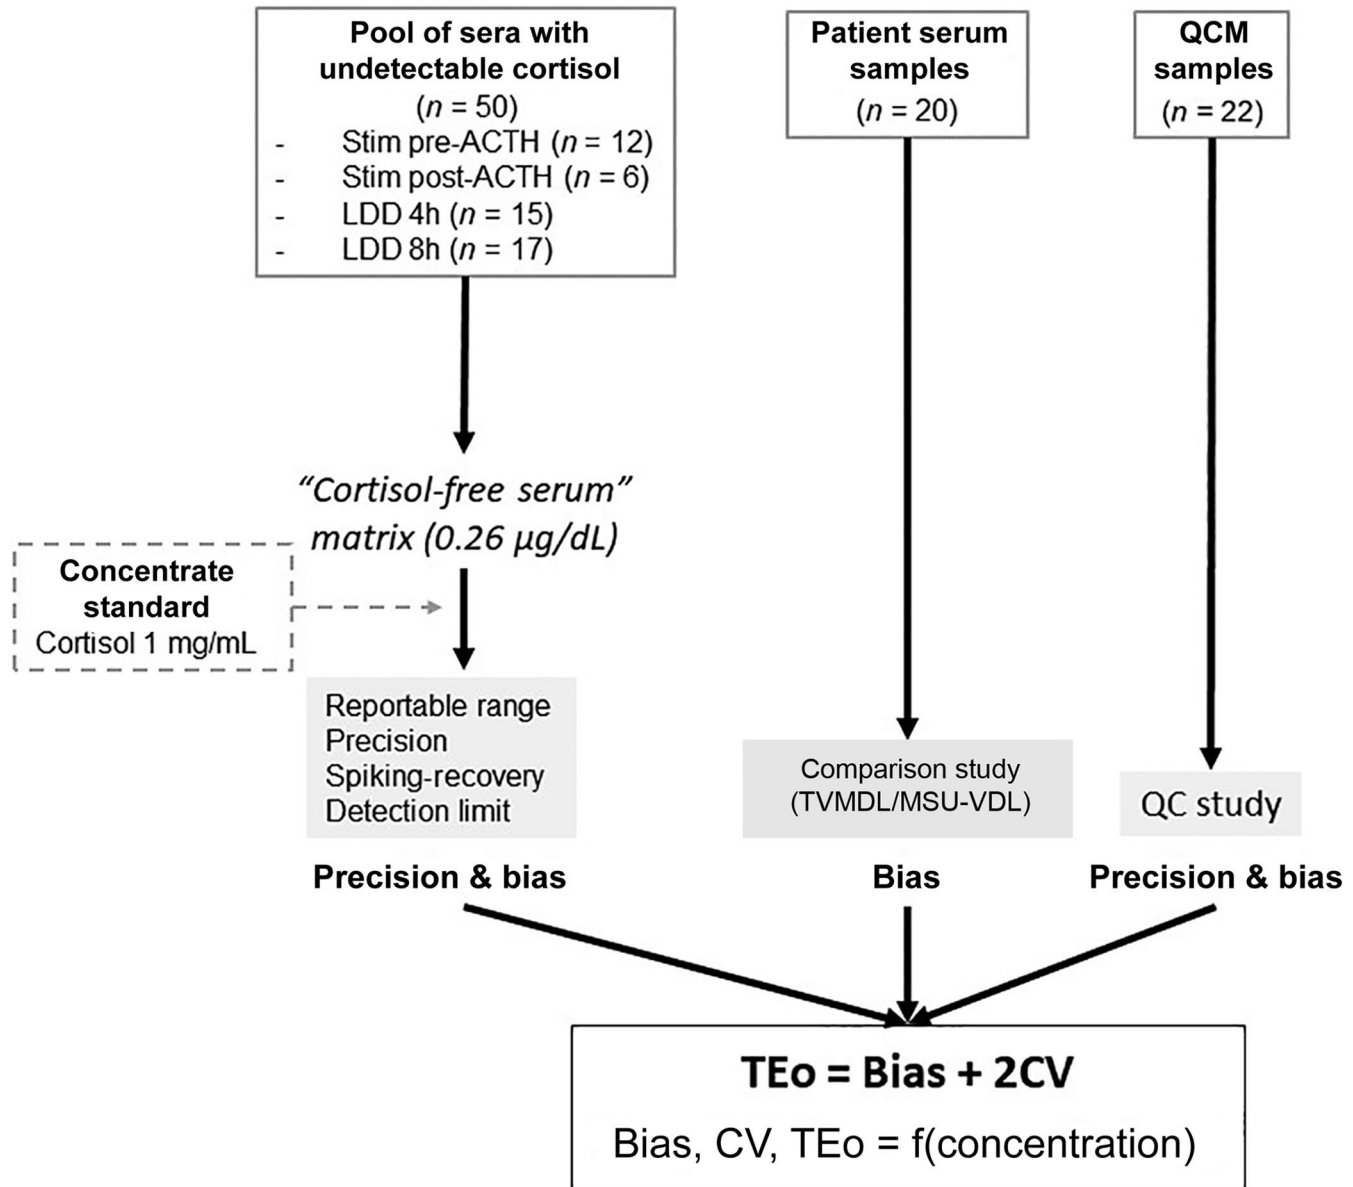 Pool of sera with
undetectable cortisol
(n = 50)
- Stim pre-ACTH (n = 12)
- Stim post-ACTH (n = 6)
- LDD 4h (n = 15)
- LDD 8h (n = 17)
Patient serum
samples
(n = 20)
QCM
samples
(n = 22)
“Cortisol-free serum”
matrix (0.26 µg/dL)
Concentrate
standard
Cortisol 1 mg/mL
Reportable range
Precision
Spiking-recovery
Detection limit
Comparison study
(TVMDL/MSU-VDL)
QC study
Precision & bias
Bias
Precision & bias
TEo = Bias + 2CV
Bias, CV, TEo = f(concentration)